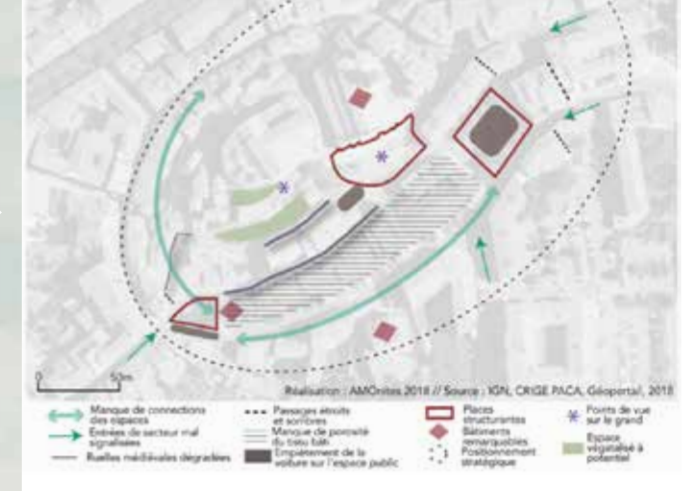 0 50m
Réalisation : AMOnites 2018 // Source : IGN, CRIGE PACA, Géoportail, 2018
Manque de connections
des espaces
Entrées de secteur mal
signalisées
Ruelles médiévales dégradées
Passages étroits
et sombres
Manque de porosité
du tissu bâti
Empiètement de la
voiture sur l'espace public
Places
structurantes
Bâtiments
remarquables
Positionnement
stratégique
Points de vue
sur le grand
Espace
végétalisé à
potentiel